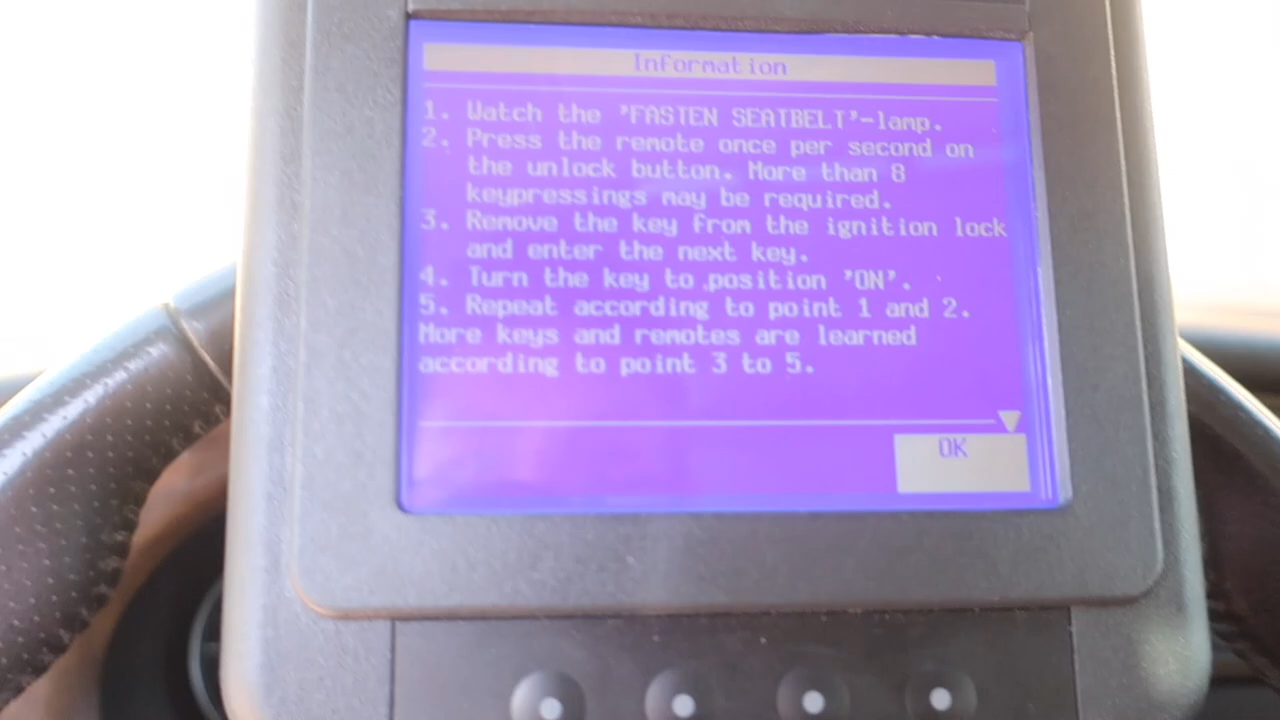 Information
1. Watch the 'FASTEN SEATBELT'-lamp.
2. Press the remote once per second on
the unlock button. More than 8
keypressings may be required.
3. Remove the key from the ignition lock
and enter the next key.
4. Turn the key to position 'ON'.
5. Repeat according to point 1 and 2.
More keys and remotes are learned
according to point 3 to 5.
OK